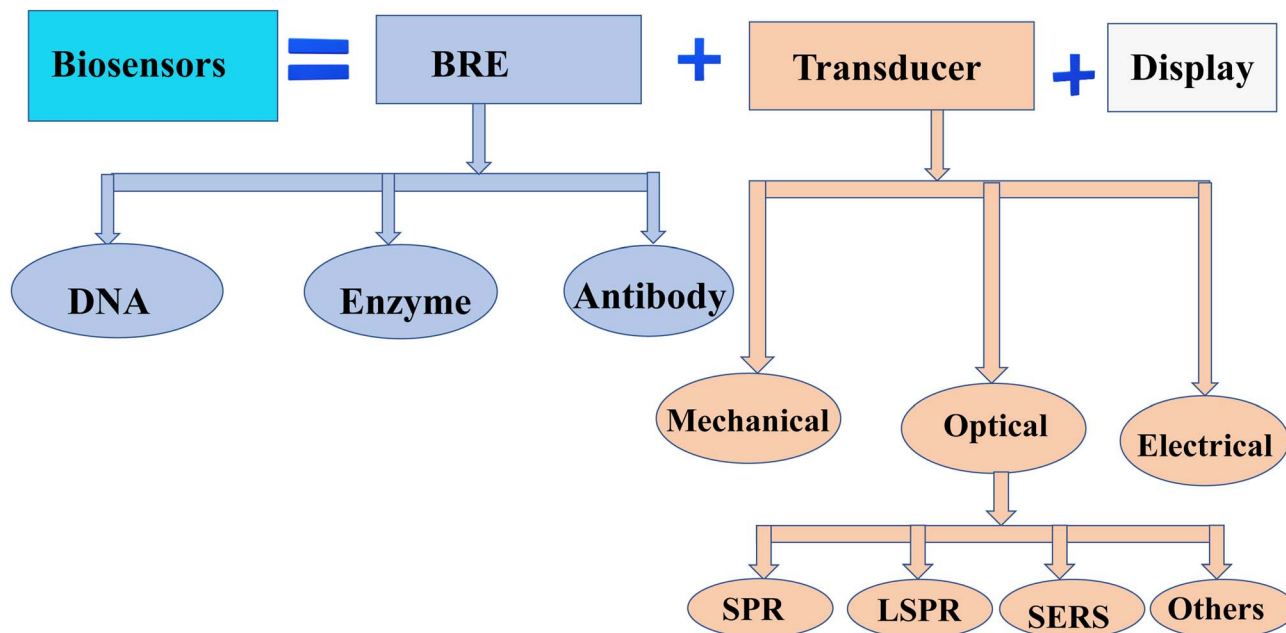 Biosensors
BRE
Transducer
Display
DNA
Enzyme
Antibody
Mechanical
Optical
Electrical
SPR
LSPR
SERS
Others